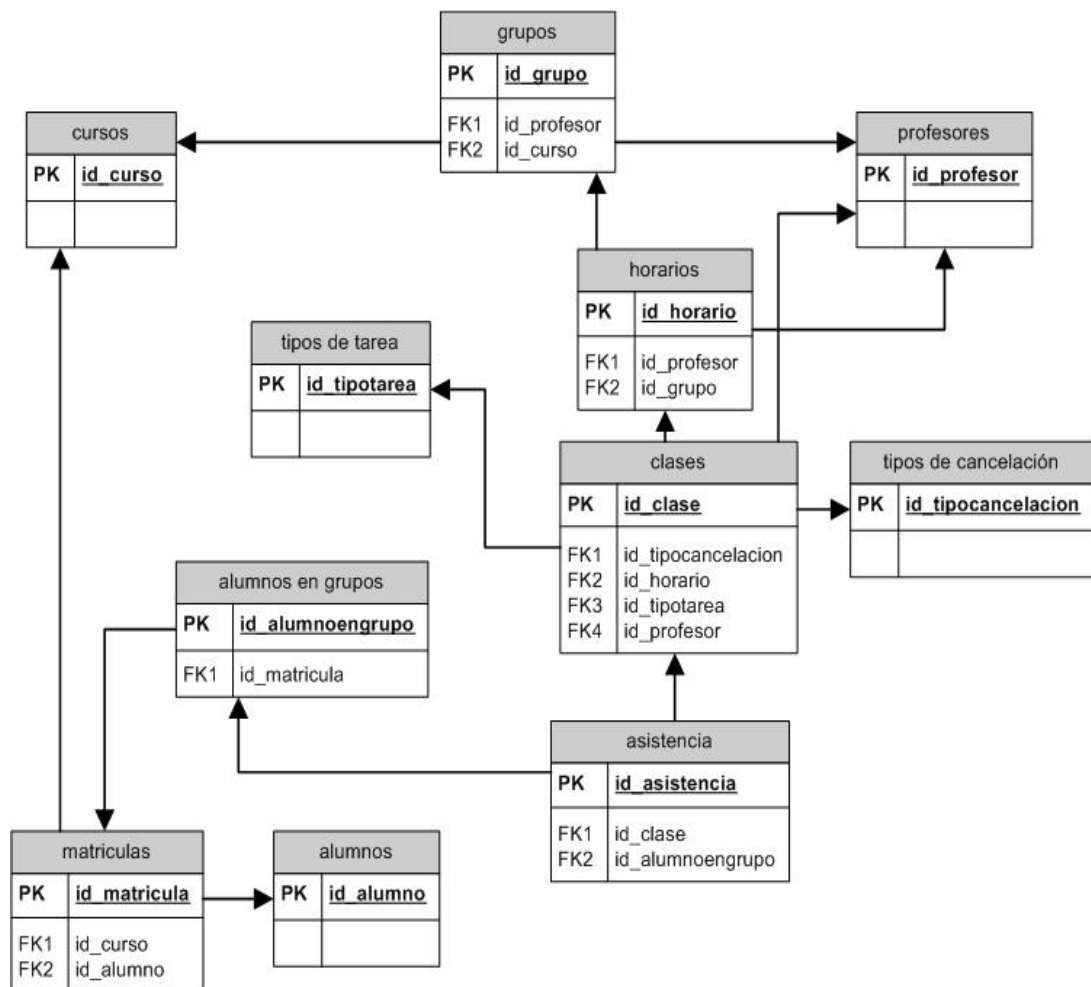 grupos
PK id_grupo
FK1 id_profesor
FK2 id_curso
cursos
PK id_curso
profesores
PK id_profesor
horarios
PK id_horario
FK1 id_profesor
FK2 id_grupo
tipos de tarea
PK id_tipotarea
clases
PK id_clase
FK1 id_tipocancelacion
FK2 id_horario
FK3 id_tipotarea
FK4 id_profesor
tipos de cancelación
PK id_tipocancelacion
alumnos en grupos
PK id_alumnoengrupo
FK1 id_matricula
asistencia
PK id_asistencia
FK1 id_clase
FK2 id_alumnoengrupo
matriculas
PK id_matricula
FK1 id_curso
FK2 id_alumno
alumnos
PK id_alumno